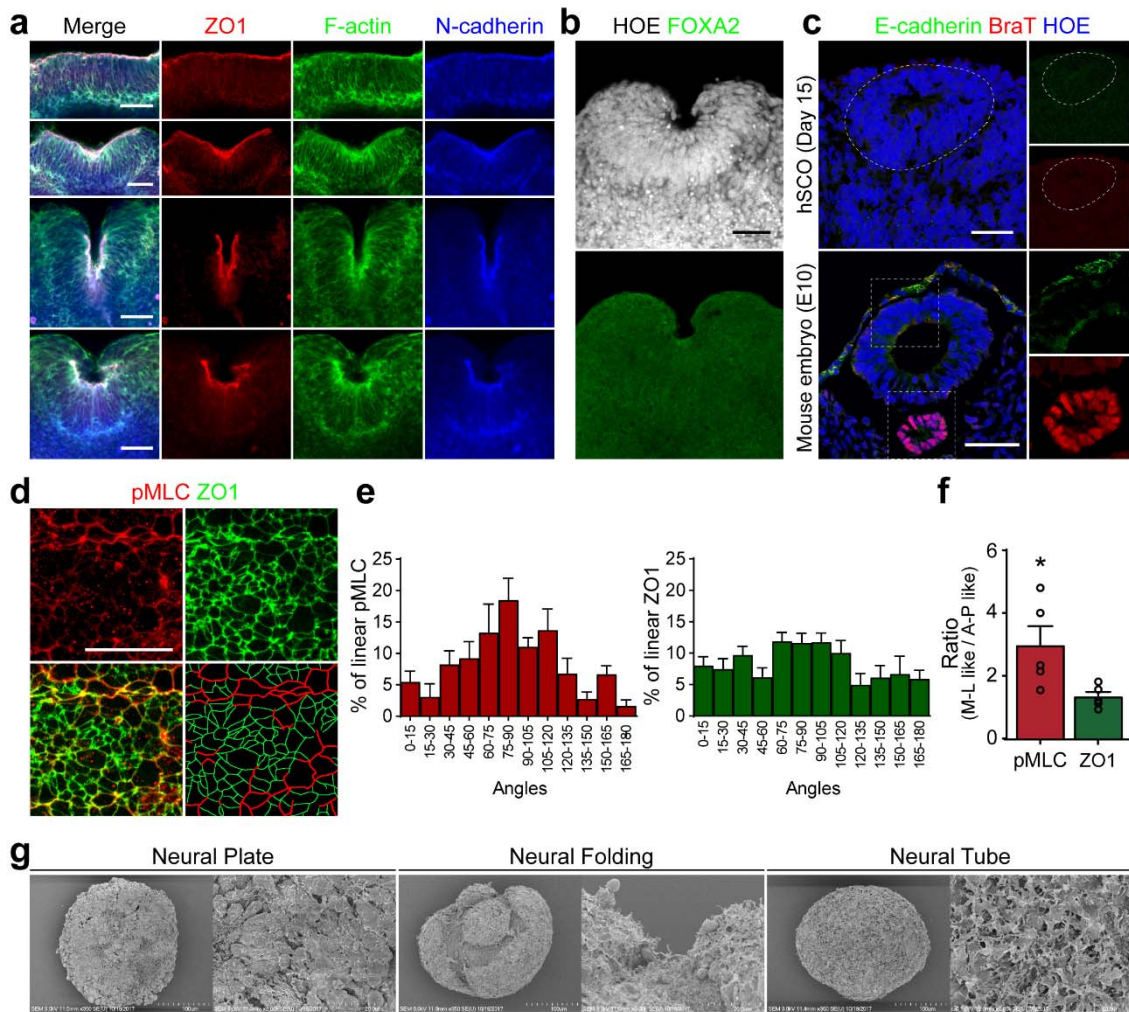 a
Merge ZO1 F-actin N-cadherin
b
HOE FOXA2
c
E-cadherin BraT HOE
hSCO (Day 15)
Mouse embryo (E10)
d
pMLC ZO1
e
% of linear pMLC
25
20
15
10
5
0
0-15
15-30
30-45
45-60
60-75
75-90
90-105
105-120
120-135
135-150
150-165
165-180
Angles
% of linear ZO1
25
20
15
10
5
0
0-15
15-30
30-45
45-60
60-75
75-90
90-105
105-120
120-135
135-150
150-165
165-180
Angles
f
Ratio
(M-L like / A-P like)
6
4
2
0
*
pMLC ZO1
g
Neural Plate Neural Folding Neural Tube